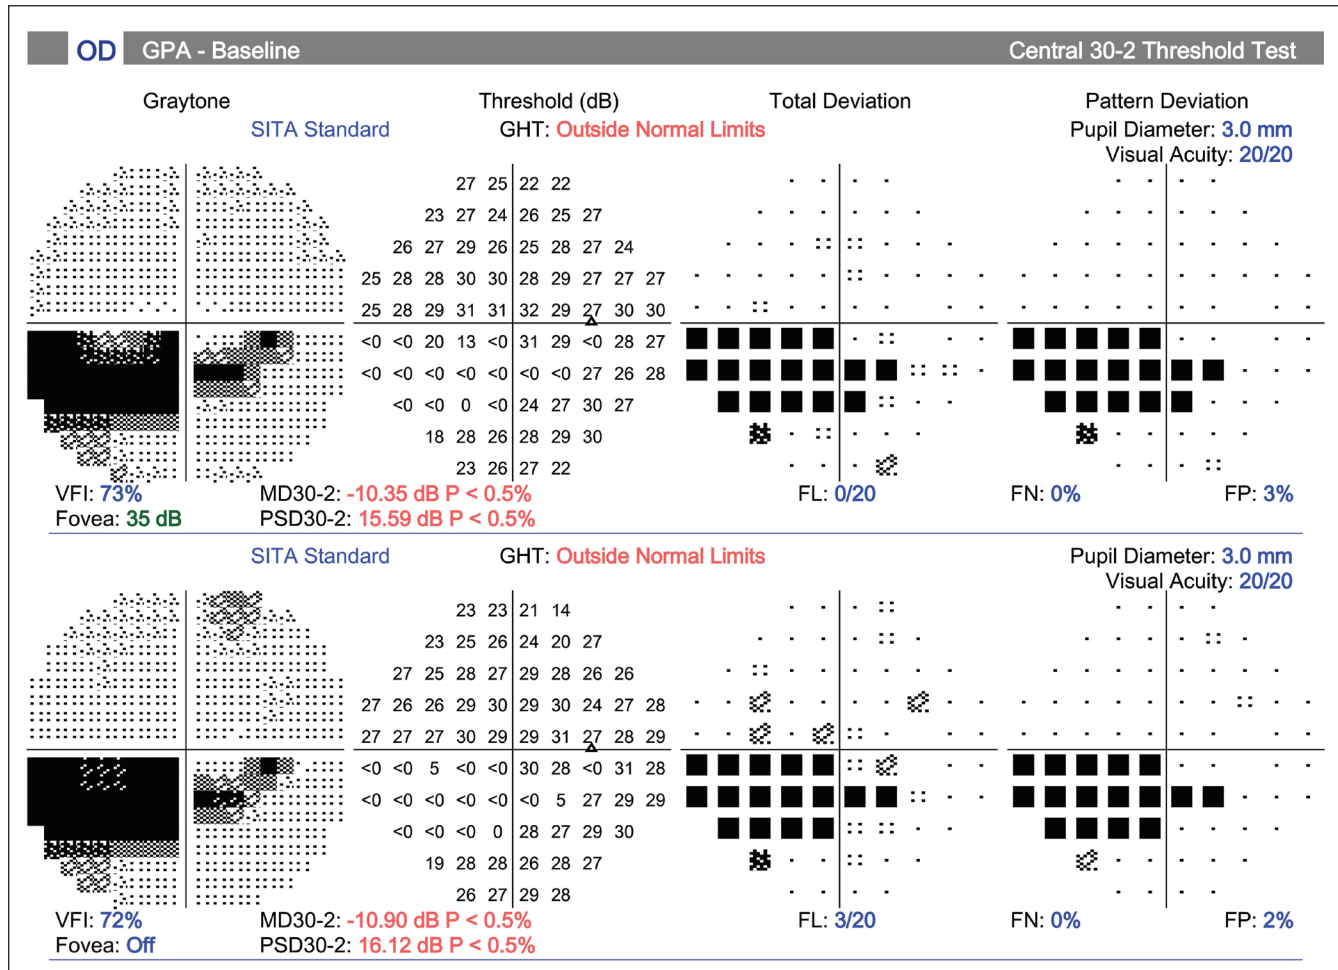 OD GPA - Baseline Central 30-2 Threshold Test
Graytone Threshold (dB) Total Deviation Pattern Deviation
SITA Standard GHT: Outside Normal Limits Pupil Diameter: 3.0 mm
Visual Acuity: 20/20
27 25 22 22
23 27 24 26 25 27
26 27 29 26 25 28 27 24
25 28 28 30 30 28 29 27 27 27
25 28 29 31 31 32 29 27 30 30
<0 <0 20 13 <0 31 29 <0 28 27
<0 <0 <0 <0 <0 <0 <0 27 26 28
<0 <0 0 <0 24 27 30 27
18 28 26 28 29 30
23 26 27 22
VFI: 73% MD30-2: -10.35 dB P < 0.5% FL: 0/20 FN: 0% FP: 3%
Fovea: 35 dB PSD30-2: 15.59 dB P < 0.5%
SITA Standard GHT: Outside Normal Limits Pupil Diameter: 3.0 mm
Visual Acuity: 20/20
23 23 21 14
23 25 26 24 20 27
27 25 28 27 29 28 26 26
27 26 26 29 30 29 30 24 27 28
27 27 27 30 29 29 31 27 28 29
<0 <0 5 <0 <0 30 28 <0 31 28
<0 <0 <0 <0 <0 <0 5 27 29 29
<0 <0 <0 0 28 27 29 30
19 28 28 26 28 27
26 27 29 28
VFI: 72% MD30-2: -10.90 dB P < 0.5% FL: 3/20 FN: 0% FP: 2%
Fovea: Off PSD30-2: 16.12 dB P < 0.5%